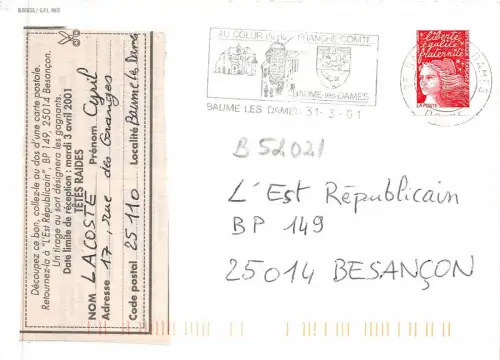 Découpez ce bon, collez-le au dos d'une carte postale.
Retournez-la à "L'Est Républicain", BP 149, 25014 Besançon.
Un tirage au sort désignera les gagnants.
Date limite de réception : mardi 3 avril 2001
TÊTES RAIDES
NOM LACOSTE Prénom Cyril
Adresse 17, rue des Granges
Code postal 25110 Localité Baume les Dames
AU COEUR de la FRANCHE COMTE
BAUME-les-DAMES
BAUME LES DAMES 31-3-01
liberté
égalité
fraternité
LA POSTE
B 52021
L'Est Républicain
BP 149
25014 BESANÇON